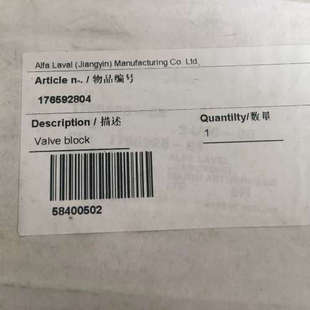 Alfa Laval (Jiangyin) Manufacturing Co. Ltd.
Article n-. / 物品编号
176592804
Description / 描述
Quantilty/数量
Valve block
1
58400502